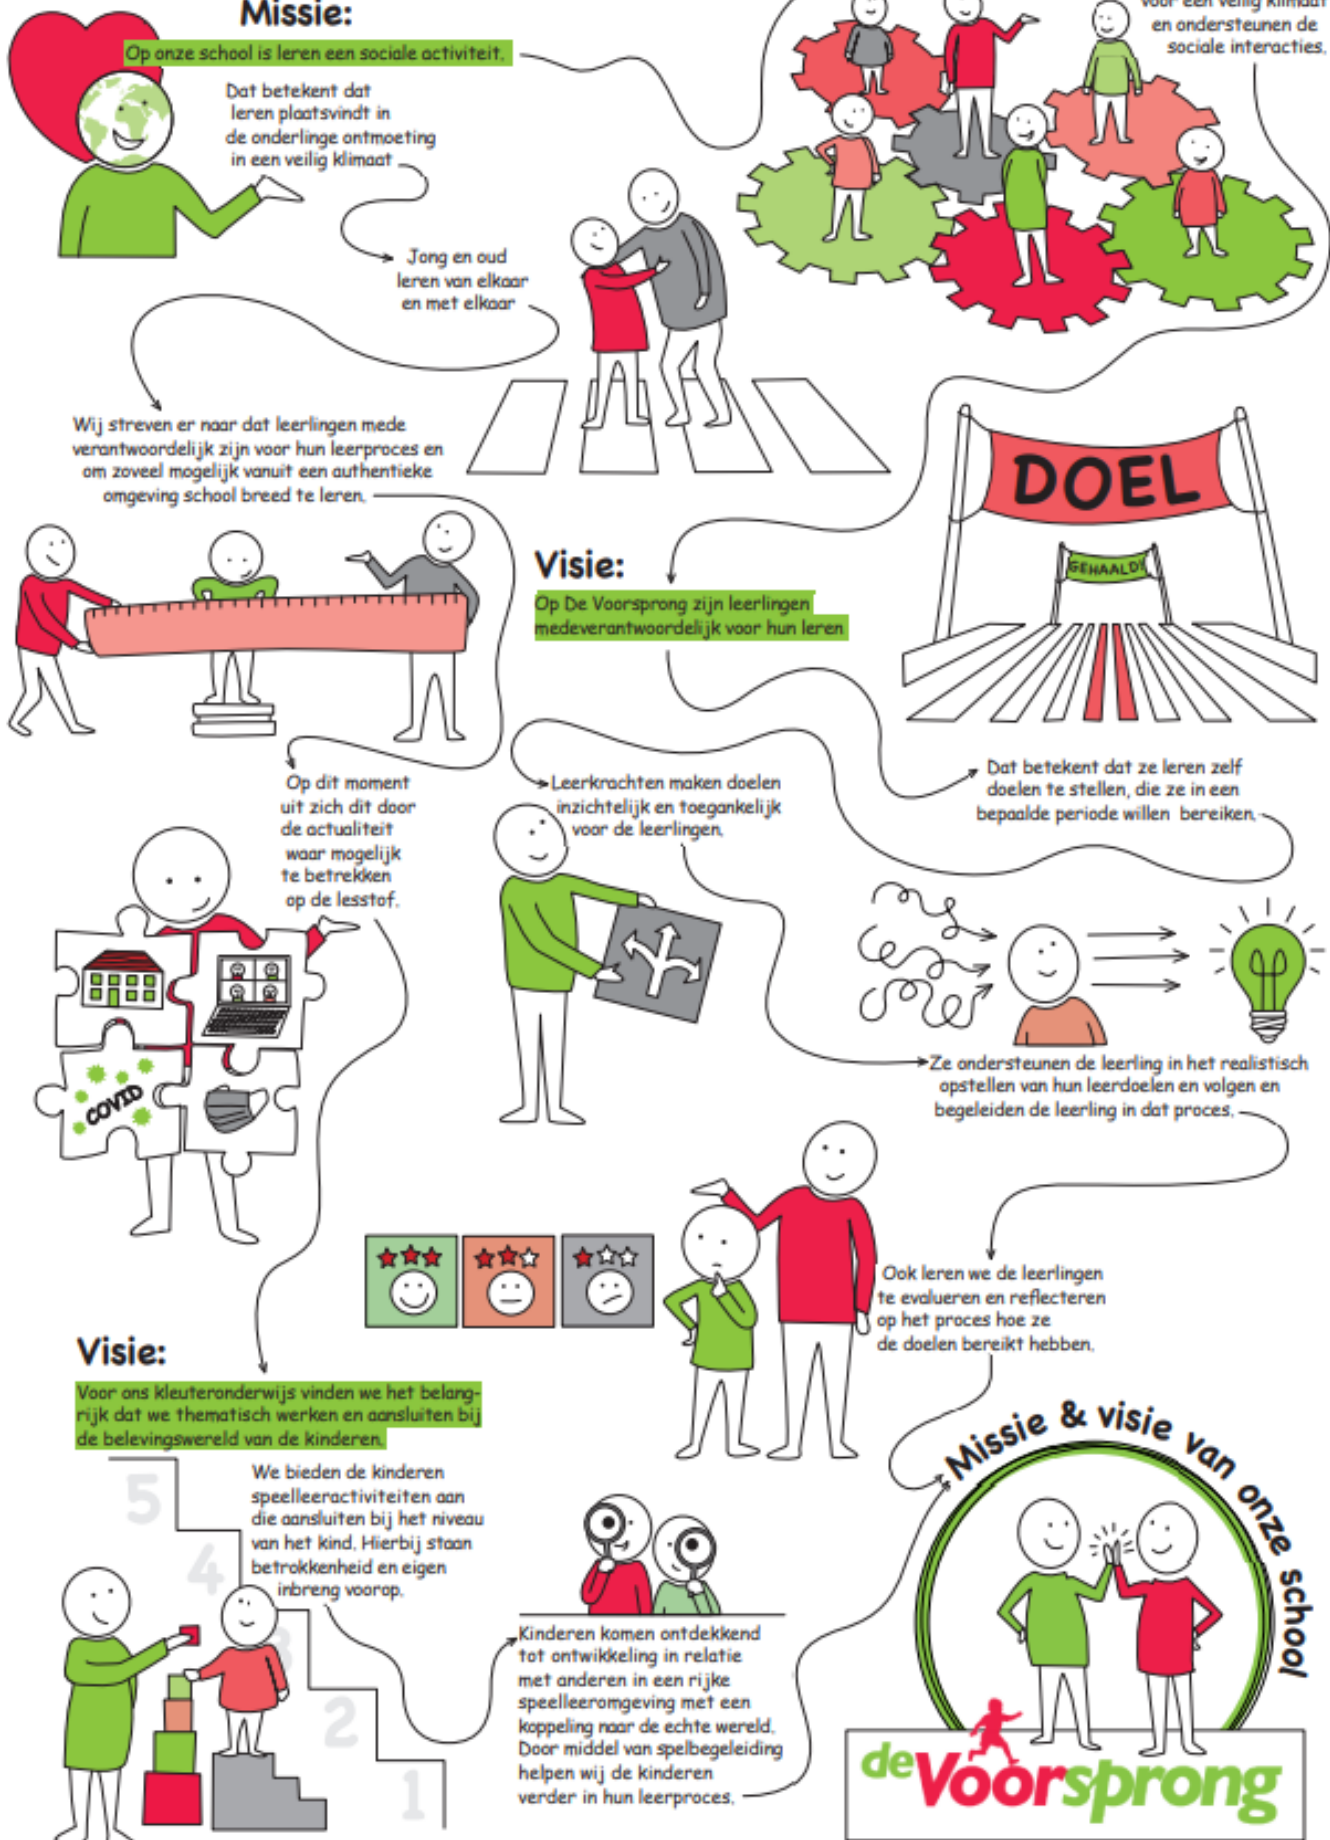 Missie:
Op onze school is leren een sociale activiteit.
Dat betekent dat
leren plaatsvindt in
de onderlinge ontmoeting
in een veilig klimaat
Jong en oud
leren van elkaar
en met elkaar
Wij streven er naar dat leerlingen mede
verantwoordelijk zijn voor hun leerproces en
om zoveel mogelijk vanuit een authentieke
omgeving school breed te leren.
Op dit moment
uit zich dit door
de actualiteit
waar mogelijk
te betrekken
op de lesstof.
COVID
Visie:
Voor ons kleuteronderwijs vinden we het belang-
rijk dat we thematisch werken en aansluiten bij
de belevingswereld van de kinderen.
We bieden de kinderen
speelleeractiviteiten aan
die aansluiten bij het niveau
van het kind. Hierbij staan
betrokkenheid en eigen
inbreng voorop.
5
4
3
2
1
Kinderen komen ontdekkend
tot ontwikkeling in relatie
met anderen in een rijke
speelleeromgeving met een
koppeling naar de echte wereld.
Door middel van spelbegeleiding
helpen wij de kinderen
verder in hun leerproces.
voor een veilig klimaat
en ondersteunen de
sociale interacties.
DOEL
GEHAALD!
Visie:
Op De Voorsprong zijn leerlingen
medeverantwoordelijk voor hun leren
Dat betekent dat ze leren zelf
doelen te stellen, die ze in een
bepaalde periode willen bereiken.
Leerkrachten maken doelen
inzichtelijk en toegankelijk
voor de leerlingen.
Ze ondersteunen de leerling in het realistisch
opstellen van hun leerdoelen en volgen en
begeleiden de leerling in dat proces.
Ook leren we de leerlingen
te evalueren en reflecteren
op het proces hoe ze
de doelen bereikt hebben.
Missie & visie van onze school
de Voorsprong